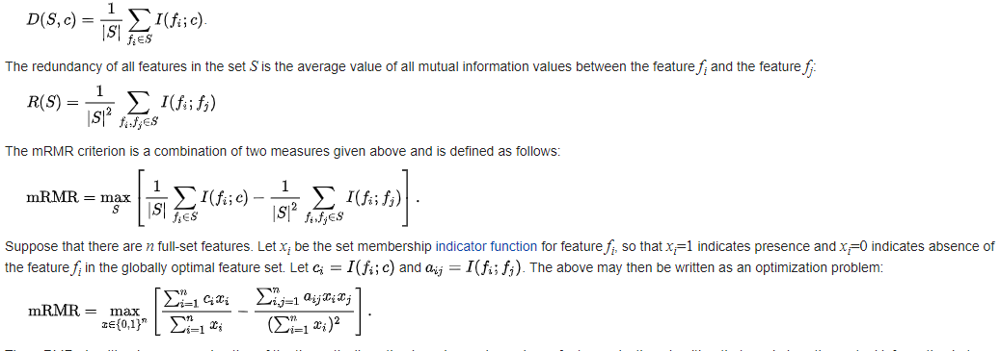 D(S, c) = \frac{1}{|S|} \sum_{f_i \in S} I(f_i; c).
The redundancy of all features in the set S is the average value of all mutual information values between the feature f_i and the feature f_j:
R(S) = \frac{1}{|S|^2} \sum_{f_i, f_j \in S} I(f_i; f_j)
The mRMR criterion is a combination of two measures given above and is defined as follows:
mRMR = \max_S \left[ \frac{1}{|S|} \sum_{f_i \in S} I(f_i; c) - \frac{1}{|S|^2} \sum_{f_i, f_j \in S} I(f_i; f_j) \right].
Suppose that there are n full-set features. Let x_i be the set membership indicator function for feature f_i, so that x_i=1 indicates presence and x_i=0 indicates absence of
the feature f_i in the globally optimal feature set. Let c_i = I(f_i; c) and a_{ij} = I(f_i; f_j). The above may then be written as an optimization problem:
mRMR = \max_{x \in \{0,1\}^n} \left[ \frac{\sum_{i=1}^n c_i x_i}{\sum_{i=1}^n x_i} - \frac{\sum_{i,j=1}^n a_{ij} x_i x_j}{(\sum_{i=1}^n x_i)^2} \right].